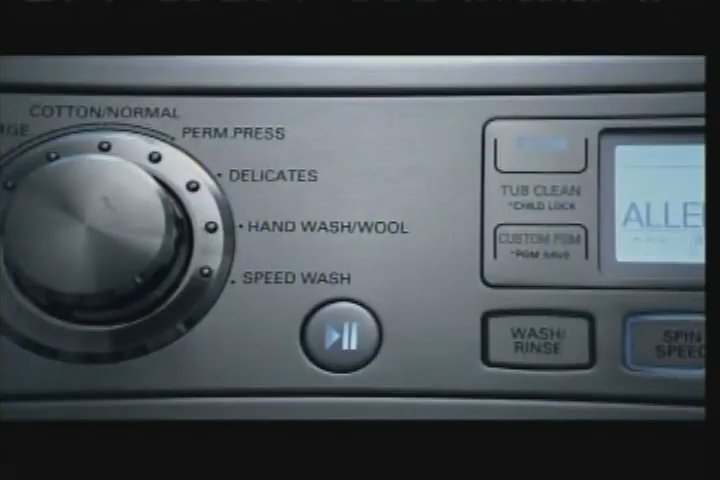 COTTON/NORMAL
PERM.PRESS
DELICATES
• HAND WASH/WOOL
SPEED WASH
TUB CLEAN
*CHILD LOCK
CUSTOM PGM
*PGM SAVE
ALLE
WASH/
RINSE
SPIN
SPEED